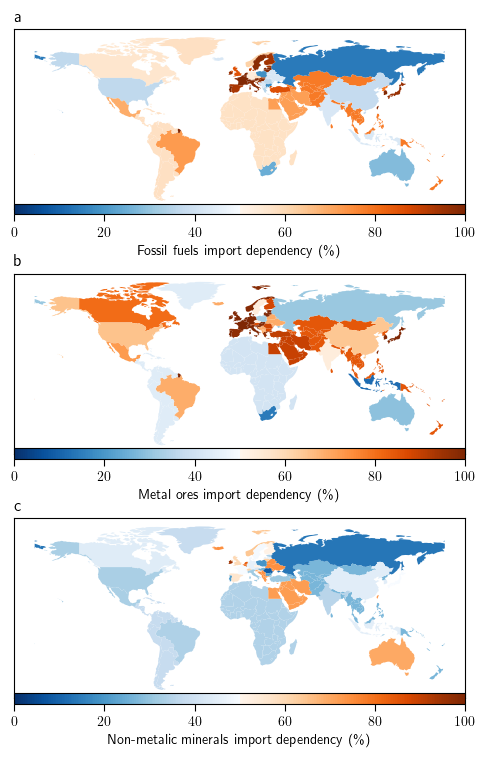 a
0 20 40 60 80 100
Fossil fuels import dependency (%)
b
0 20 40 60 80 100
Metal ores import dependency (%)
c
0 20 40 60 80 100
Non-metalic minerals import dependency (%)